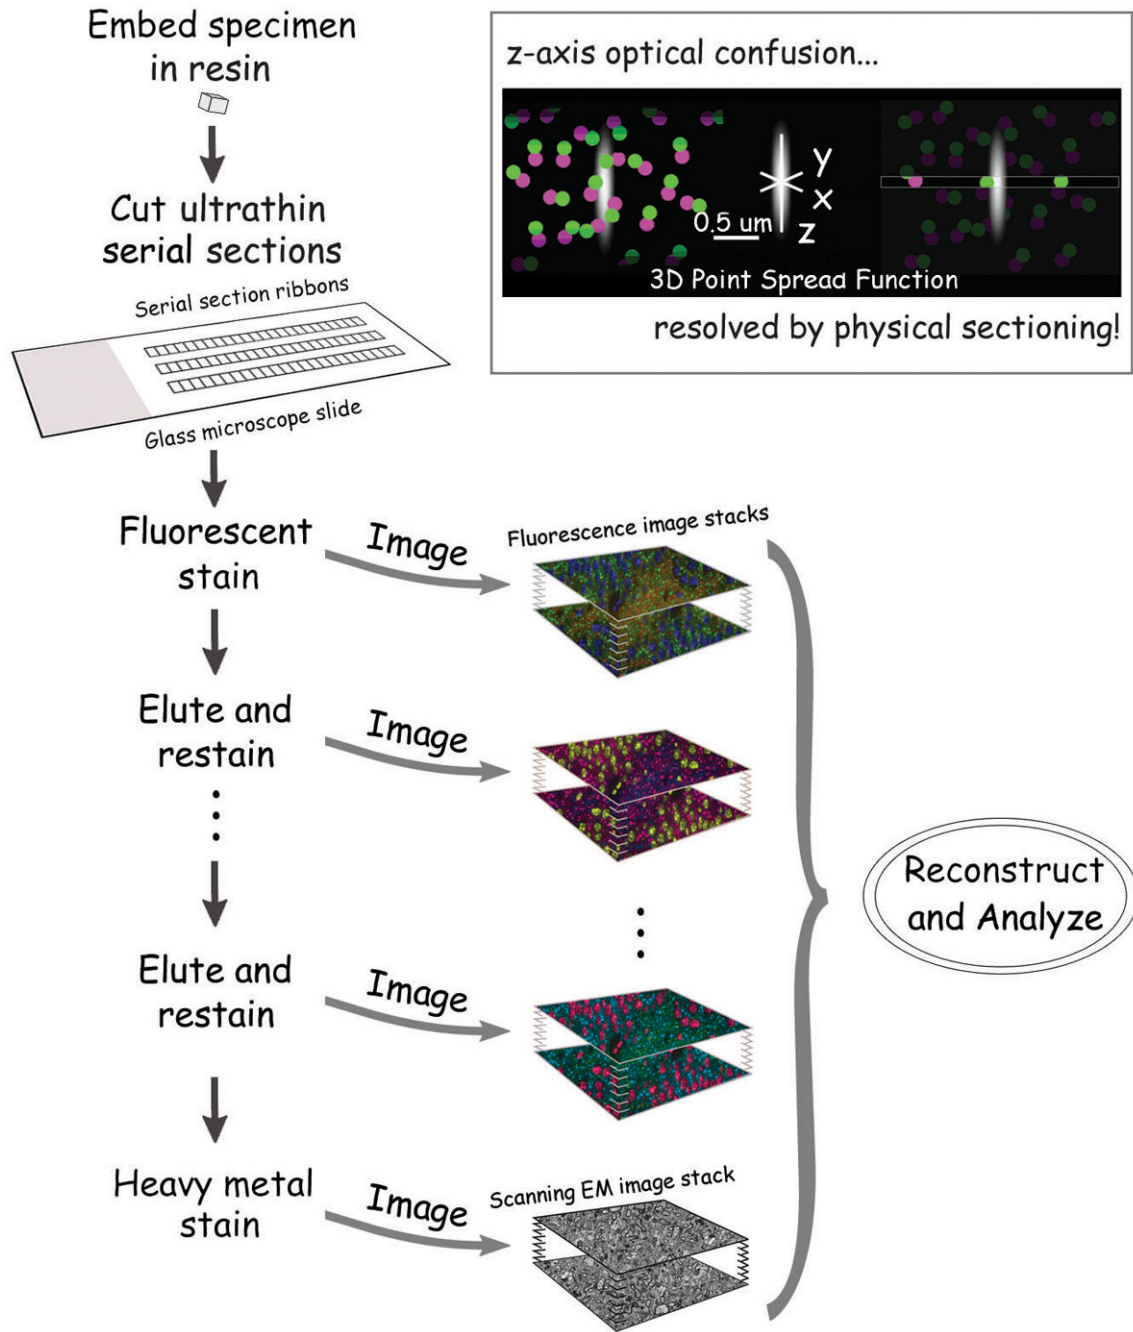 Embed specimen
in resin
Cut ultrathin
serial sections
Serial section ribbons
Glass microscope slide
z-axis optical confusion...
y
x
z
0.5 um
3D Point Spread Function
resolved by physical sectioning!
Fluorescent
stain
Image
Fluorescence image stacks
Elute and
restain
Image
Elute and
restain
Image
Heavy metal
stain
Image
Scanning EM image stack
Reconstruct
and Analyze